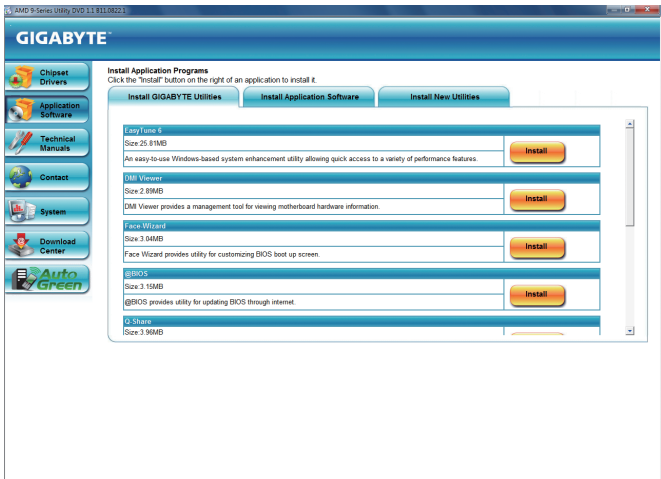 AMD 9-Series Utility DVD 1.1 B11.0822.1
GIGABYTE™
Chipset
Drivers
Application
Software
Technical
Manuals
Contact
System
Download
Center
Auto
Green
Install Application Programs
Click the "Install" button on the right of an application to install it.
Install GIGABYTE Utilities
Install Application Software
Install New Utilities
EasyTune 6
Size:25.81MB
An easy-to-use Windows-based system enhancement utility allowing quick access to a variety of performance features.
Install
DMI Viewer
Size:2.89MB
DMI Viewer provides a management tool for viewing motherboard hardware information.
Install
Face Wizard
Size:3.04MB
Face Wizard provides utility for customizing BIOS boot up screen.
Install
@BIOS
Size:3.15MB
@BIOS provides utility for updating BIOS through internet.
Install
Q-Share
Size:3.96MB